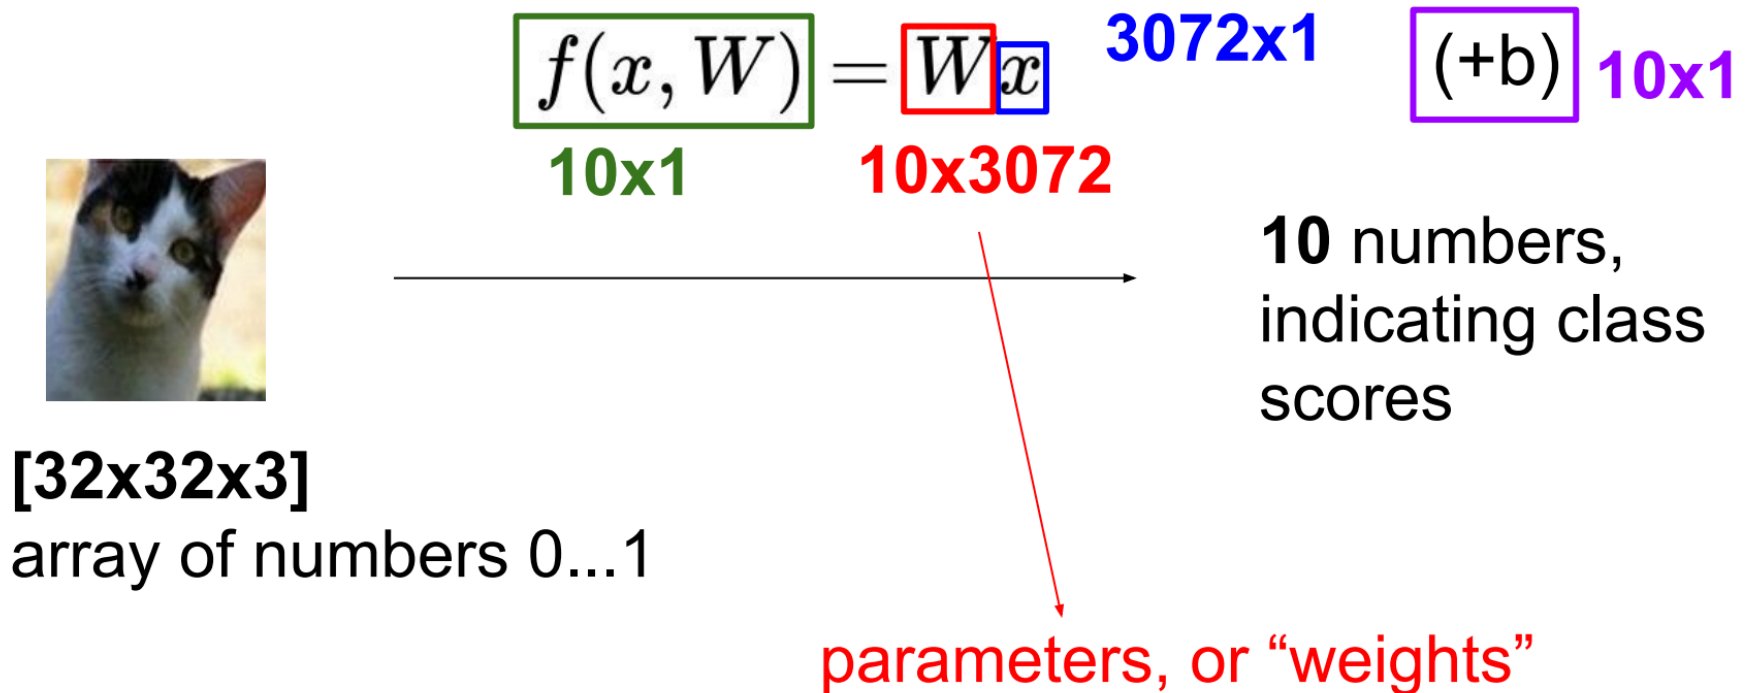 f(x, W) = Wx 3072x1 (+b) 10x1
10x1 10x3072
10 numbers,
indicating class
scores
[32x32x3]
array of numbers 0...1
parameters, or “weights”